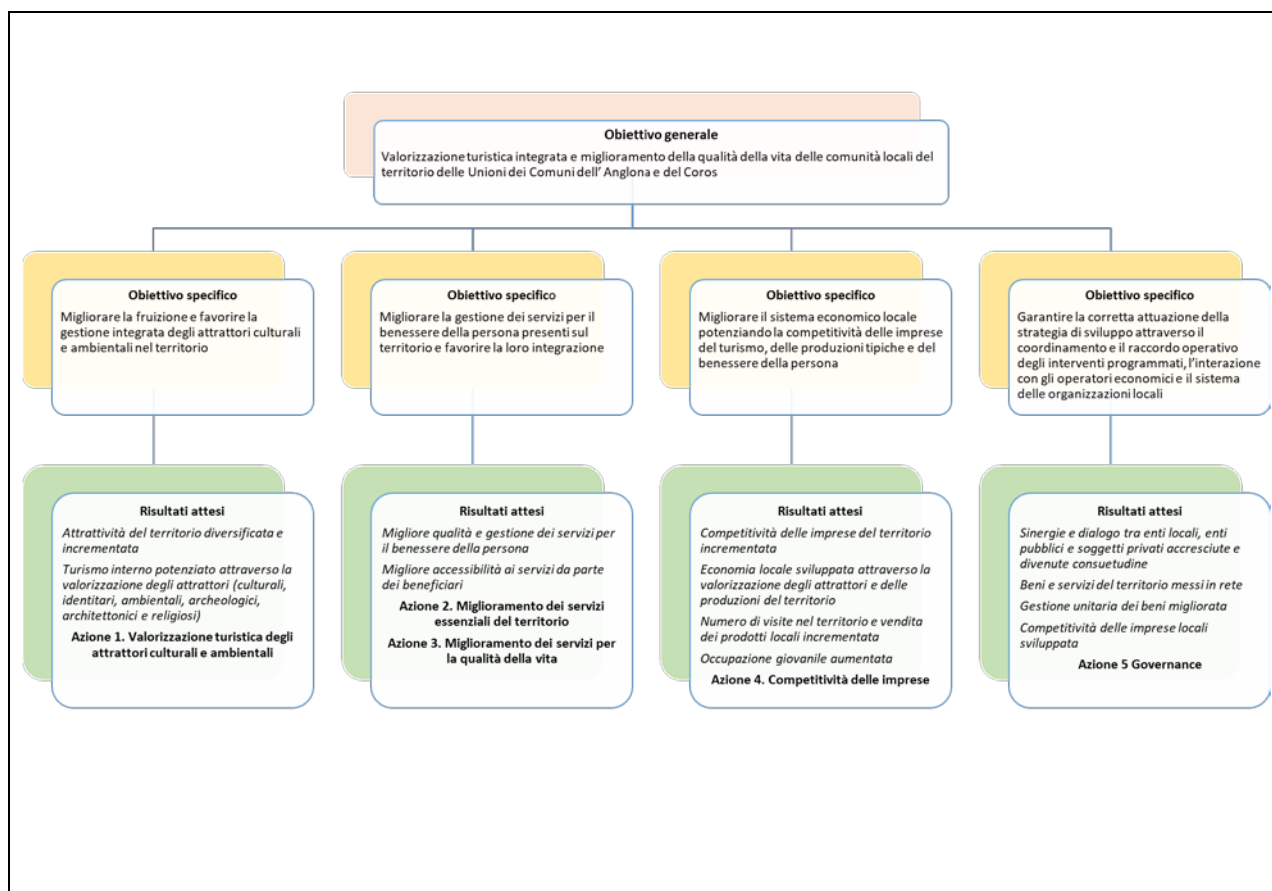 Obiettivo generale
Valorizzazione turistica integrata e miglioramento della qualità della vita delle comunità locali del
territorio delle Unioni dei Comuni dell' Anglona e del Coros
Obiettivo specifico
Migliorare la fruizione e favorire la
gestione integrata degli attrattori culturali
e ambientali nel territorio
Obiettivo specifico
Migliorare la gestione dei servizi per il
benessere della persona presenti sul
territorio e favorire la loro integrazione
Obiettivo specifico
Migliorare il sistema economico locale
potenziando la competitività delle imprese
del turismo, delle produzioni tipiche e del
benessere della persona
Obiettivo specifico
Garantire la corretta attuazione della
strategia di sviluppo attraverso il
coordinamento e il raccordo operativo
degli interventi programmati, l'interazione
con gli operatori economici e il sistema
delle organizzazioni locali
Risultati attesi
Attrattività del territorio diversificata e
incrementata
Turismo interno potenziato attraverso la
valorizzazione degli attrattori (culturali,
identitari, ambientali, archeologici,
architettonici e religiosi)
Azione 1. Valorizzazione turistica degli
attrattori culturali e ambientali
Risultati attesi
Migliore qualità e gestione dei servizi per
il benessere della persona
Migliore accessibilità ai servizi da parte
dei beneficiari
Azione 2. Miglioramento dei servizi
essenziali del territorio
Azione 3. Miglioramento dei servizi per
la qualità della vita
Risultati attesi
Competitività delle imprese del territorio
incrementata
Economia locale sviluppata attraverso la
valorizzazione degli attrattori e delle
produzioni del territorio
Numero di visite nel territorio e vendita
dei prodotti locali incrementata
Occupazione giovanile aumentata
Azione 4. Competitività delle imprese
Risultati attesi
Sinergie e dialogo tra enti locali, enti
pubblici e soggetti privati accresciute e
divenute consuetudine
Beni e servizi del territorio messi in rete
Gestione unitaria dei beni migliorata
Competitività delle imprese locali
sviluppata
Azione 5 Governance